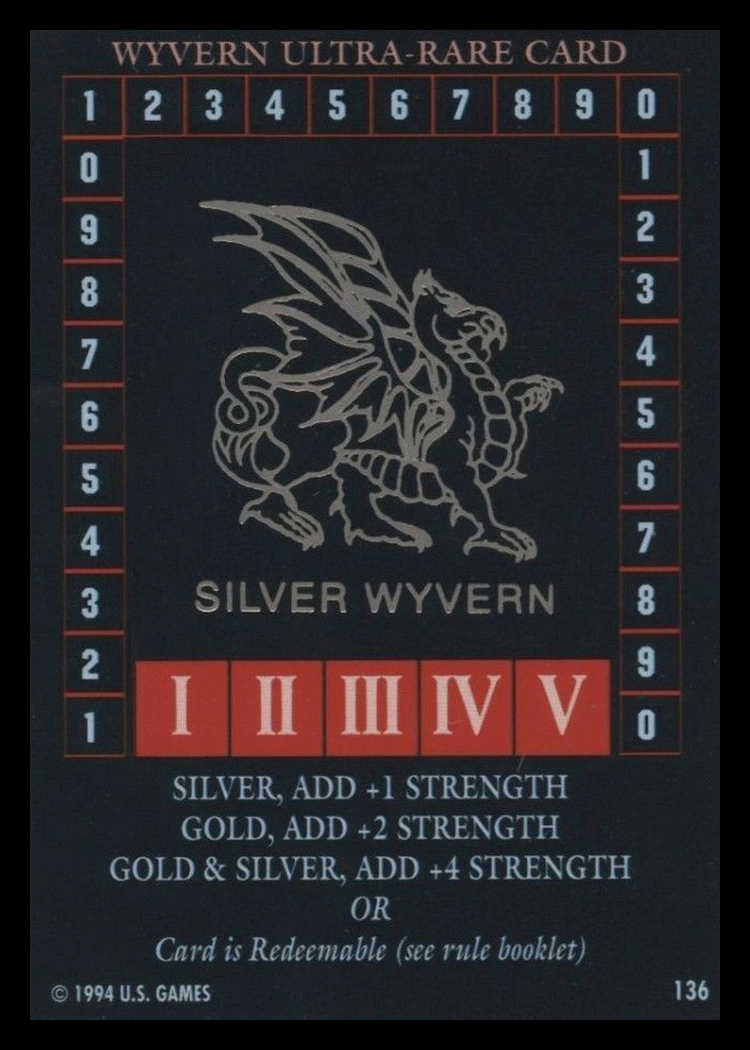 WYVERN ULTRA-RARE CARD
1 2 3 4 5 6 7 8 9 0
0 1
9 2
8 3
7 4
6 5
5 6
4 7
3 8
SILVER WYVERN
2 9
1 0
I II III IV V
SILVER, ADD +1 STRENGTH
GOLD, ADD +2 STRENGTH
GOLD & SILVER, ADD +4 STRENGTH
OR
Card is Redeemable (see rule booklet)
© 1994 U.S. GAMES 136